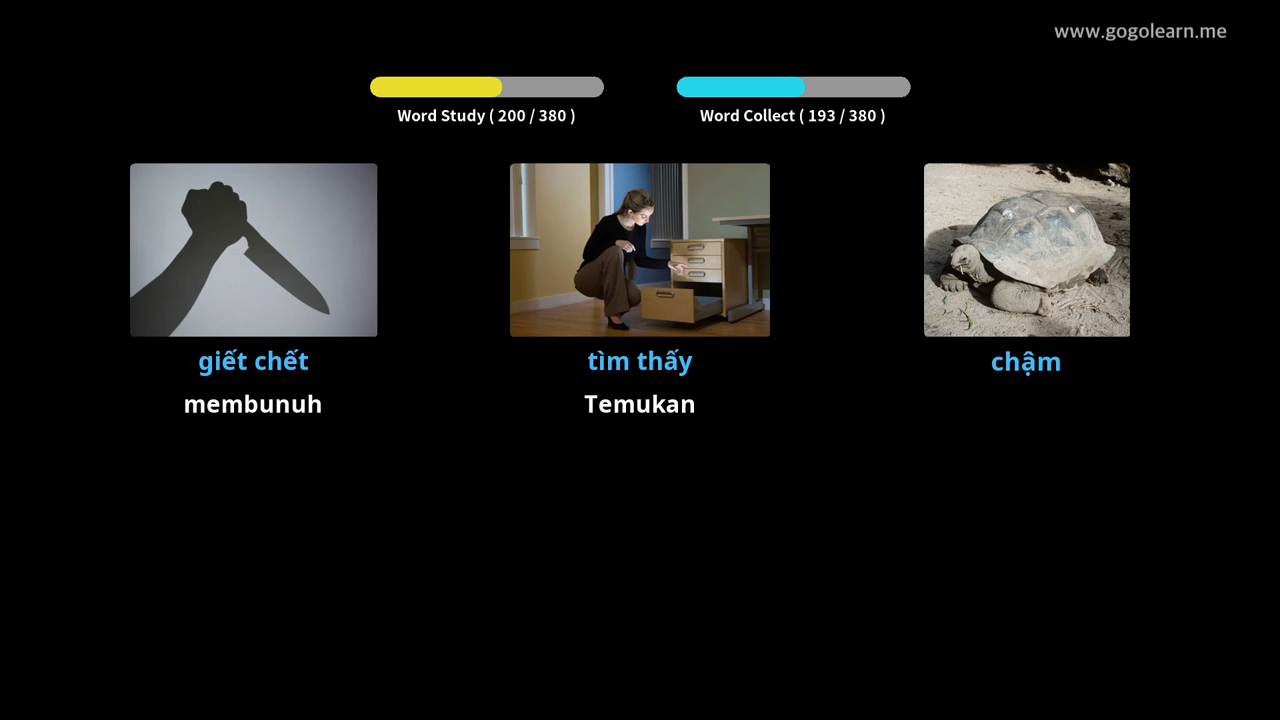 www.gogolearn.me
Word Study ( 200 / 380 )
Word Collect ( 193 / 380 )
giết chết
tìm thấy
chậm
membunuh
Temukan